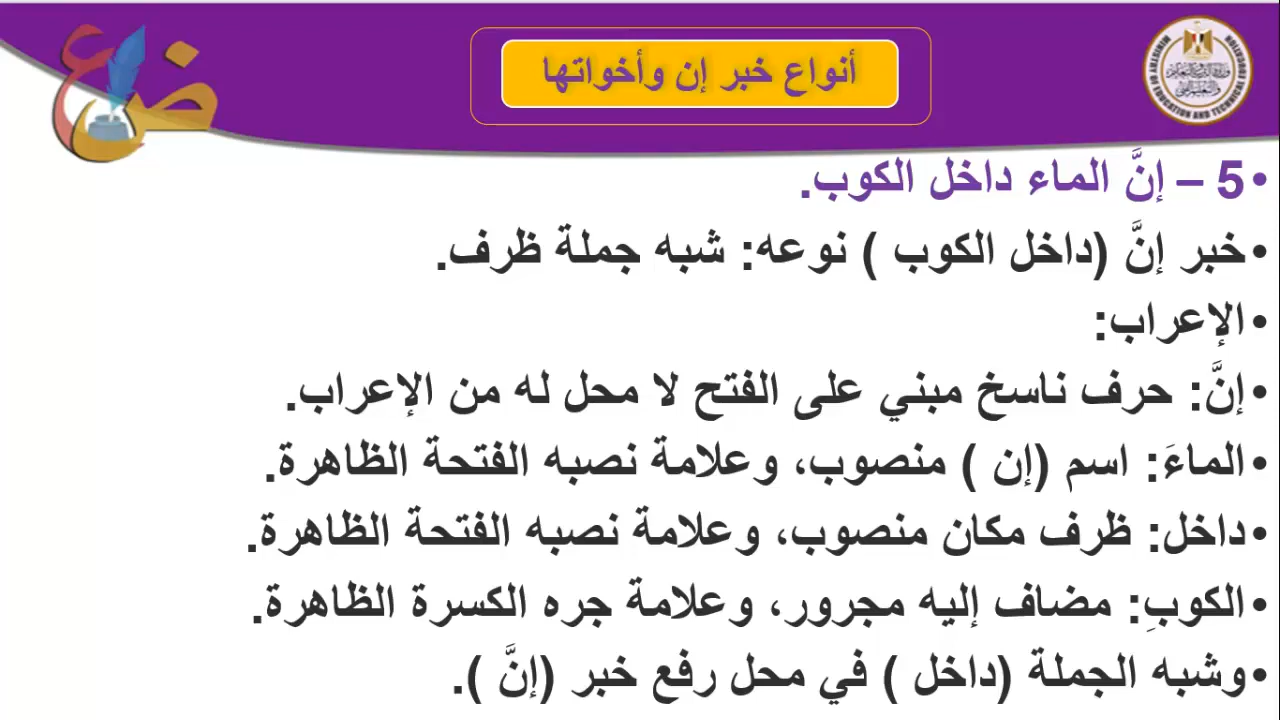 أنواع خبر إن وأخواتها
•5 – إنَّ الماء داخل الكوب.
•خبر إنَّ (داخل الكوب ) نوعه: شبه جملة ظرف.
•الإعراب:
•إنَّ: حرف ناسخ مبني على الفتح لا محل له من الإعراب.
•الماءَ: اسم (إن ) منصوب، وعلامة نصبه الفتحة الظاهرة.
•داخل: ظرف مكان منصوب، وعلامة نصبه الفتحة الظاهرة.
•الكوبِ: مضاف إليه مجرور، وعلامة جره الكسرة الظاهرة.
•وشبه الجملة (داخل ) في محل رفع خبر (إنَّ ).